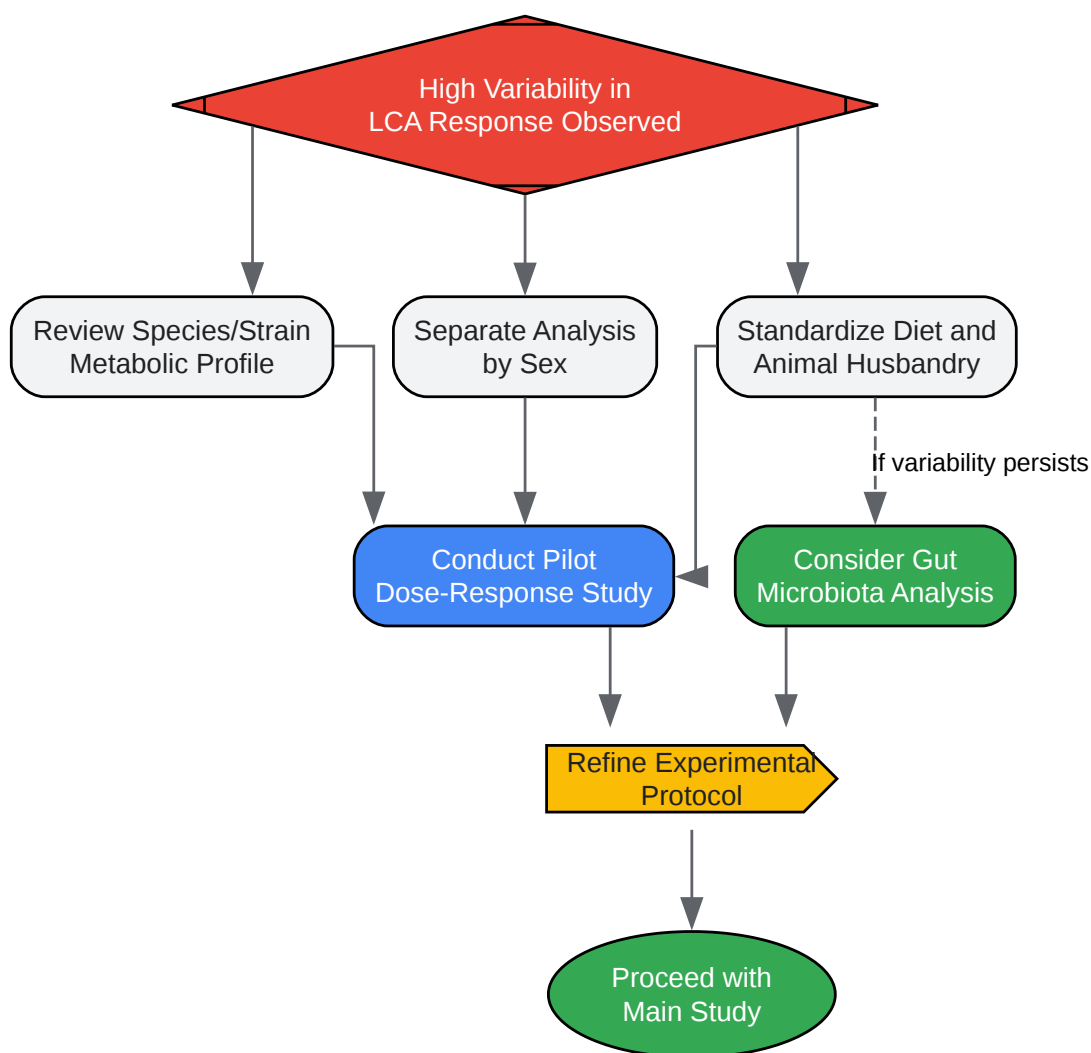 High Variability in
LCA Response Observed
Review Species/Strain
Metabolic Profile
Separate Analysis
by Sex
Standardize Diet and
Animal Husbandry
If variability persists
Conduct Pilot
Dose-Response Study
Consider Gut
Microbiota Analysis
Refine Experimental
Protocol
Proceed with
Main Study